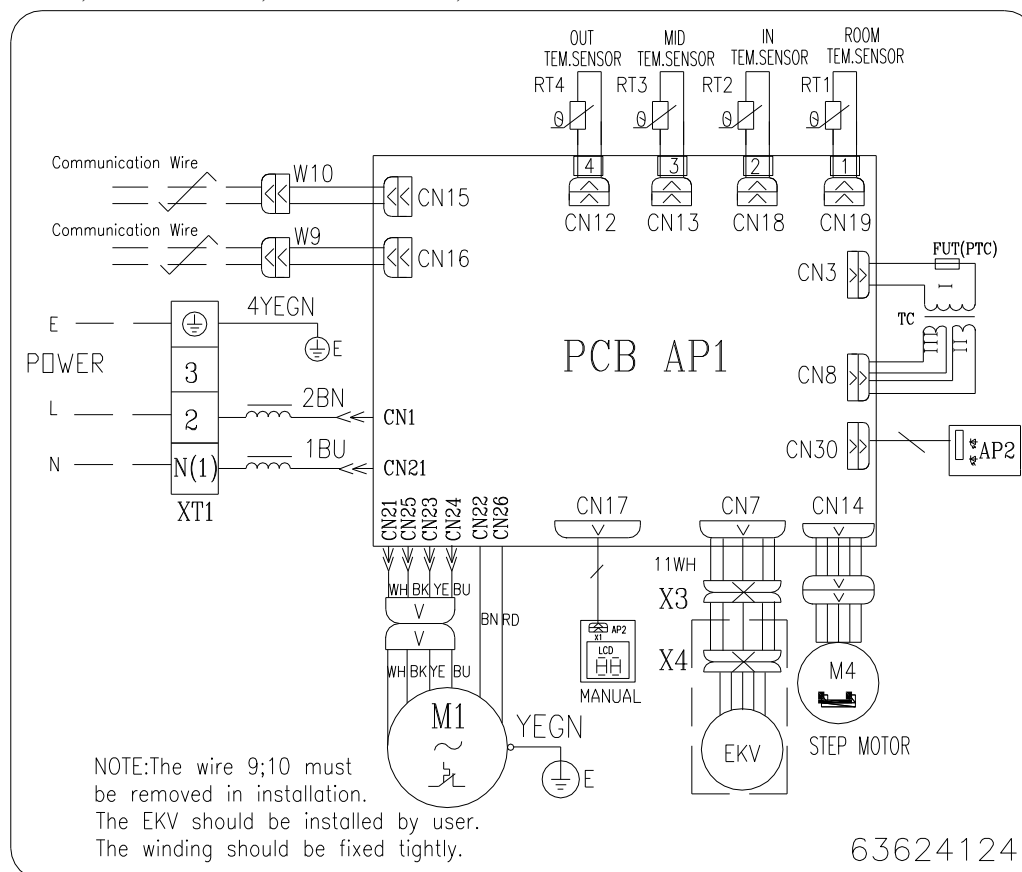 OUT
TEM.SENSOR
MID
TEM.SENSOR
IN
TEM.SENSOR
ROOM
TEM.SENSOR
RT4
RT3
RT2
RT1
θ
θ
θ
θ
4
3
2
1
CN12
CN13
CN18
CN19
Communication Wire
W10
CN15
Communication Wire
W9
CN16
FUT(PTC)
CN3
I
TC
III
II
CN8
4YEGN
E
E
POWER
3
PCB AP1
L
2
2BN
CN1
N
N(1)
1BU
CN21
XT1
CN30
AP2
CN21
CN25
CN23
CN24
CN22
CN26
CN17
CN7
CN14
WH
BK
YE
BU
BN
RD
11WH
X3
AP2
X1
LCD
MANUAL
X4
WH
BK
YE
BU
M1
YEGN
E
EKV
M4
STEP MOTOR
NOTE:The wire 9;10 must
be removed in installation.
The EKV should be installed by user.
The winding should be fixed tightly.
63624124